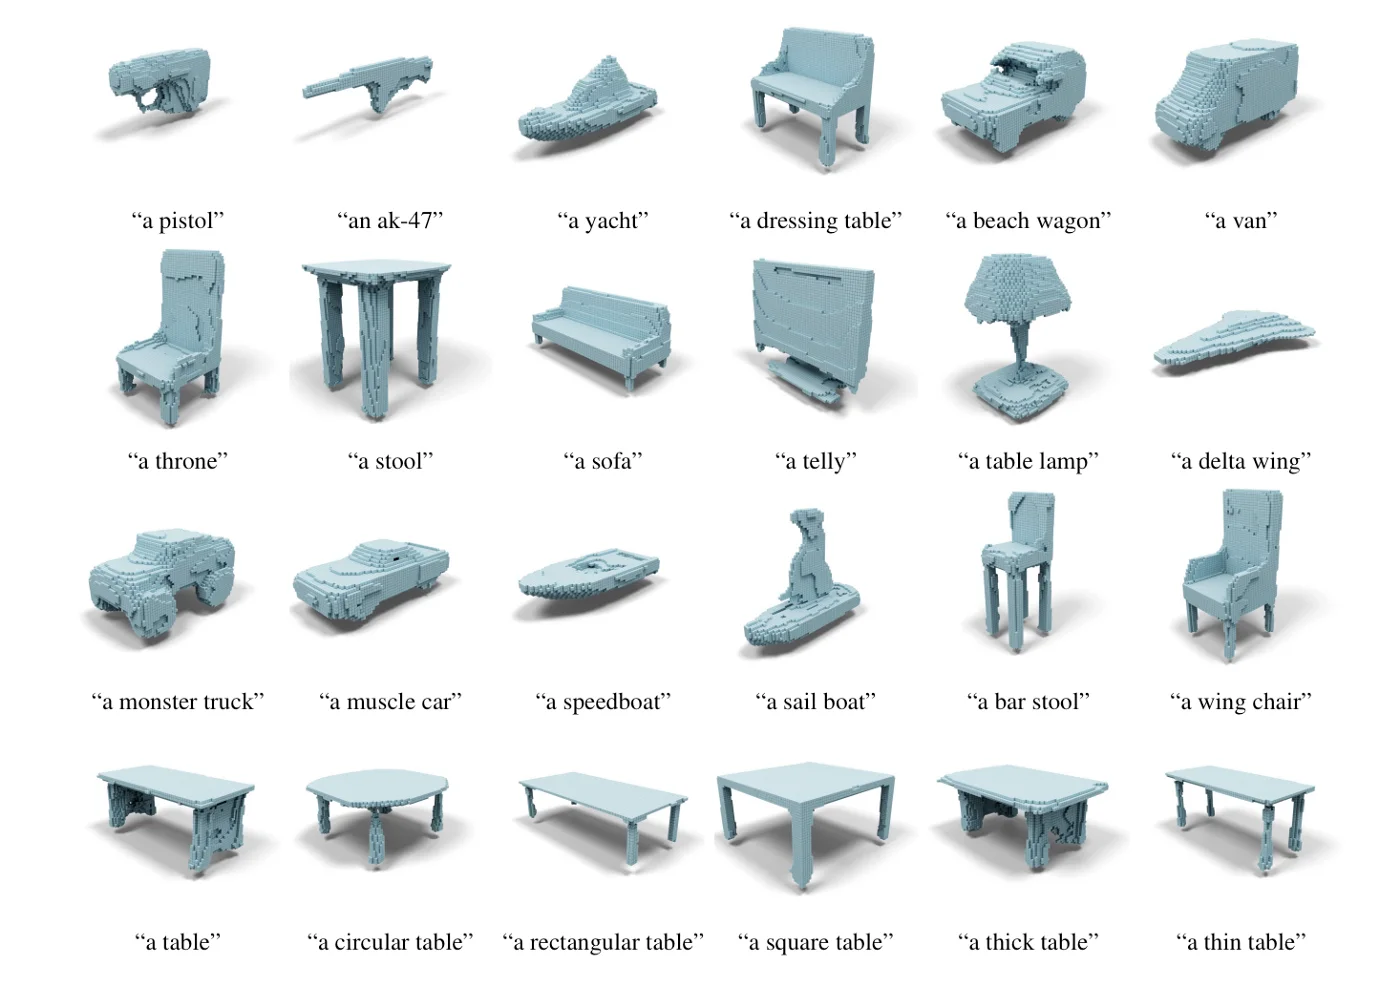 “a pistol” “an ak-47” “a yacht” “a dressing table” “a beach wagon” “a van”
“a throne” “a stool” “a sofa” “a telly” “a table lamp” “a delta wing”
“a monster truck” “a muscle car” “a speedboat” “a sail boat” “a bar stool” “a wing chair”
“a table” “a circular table” “a rectangular table” “a square table” “a thick table” “a thin table”